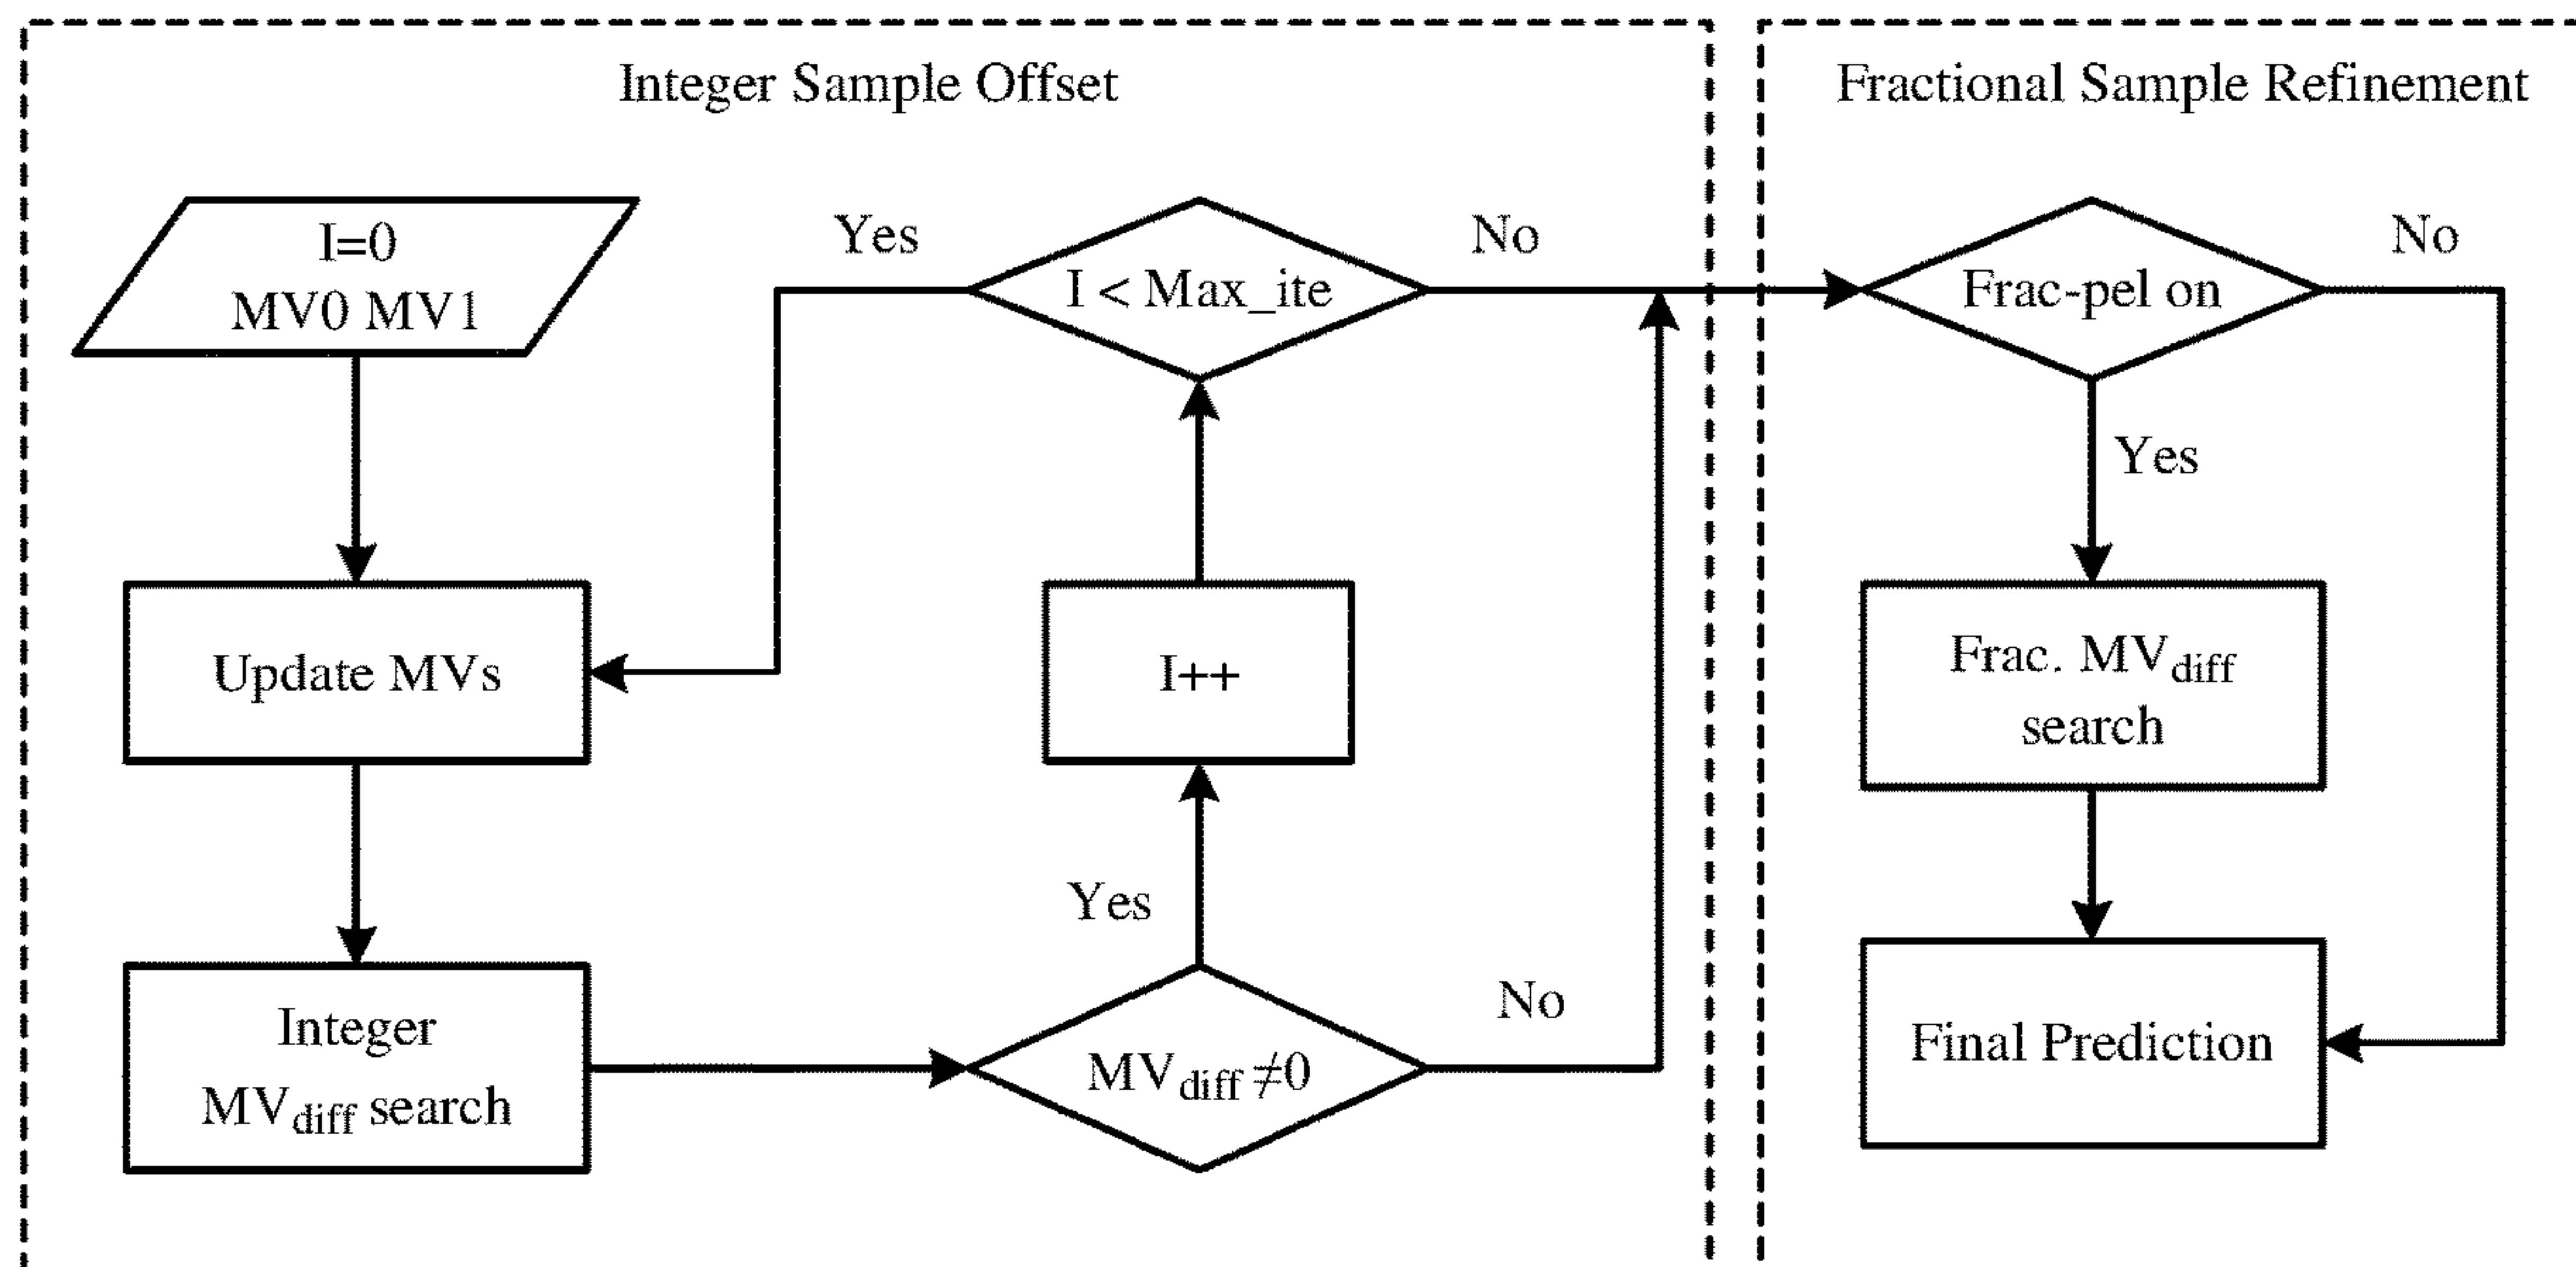 Integer Sample Offset
I=0
MV0 MV1
Yes
I < Max_ite
No
Update MVs
I++
Yes
Integer
MVdiff search
MVdiff ≠0
No
Fractional Sample Refinement
Frac-pel on
No
Yes
Frac. MVdiff
search
Final Prediction